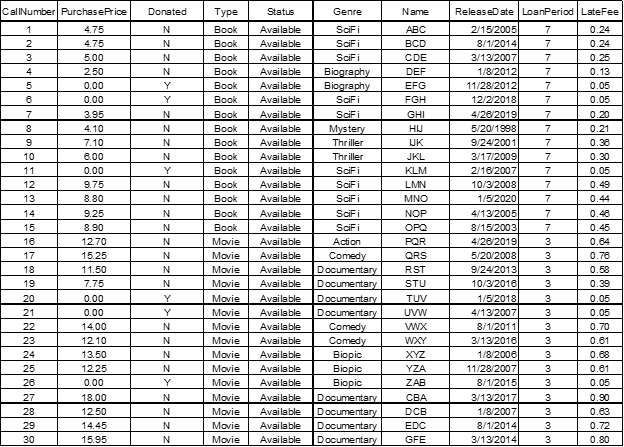 CallNumber PurchasePrice Donated Type Status Genre Name ReleaseDate LoanPeriod LateFee
1 4.75 N Book Available SciFi ABC 2/15/2005 7 0.24
2 4.75 N Book Available SciFi BCD 8/1/2014 7 0.24
3 5.00 N Book Available SciFi CDE 3/13/2007 7 0.25
4 2.50 N Book Available Biography DEF 1/8/2012 7 0.13
5 0.00 Y Book Available Biography EFG 11/28/2012 7 0.05
6 0.00 Y Book Available SciFi FGH 12/2/2018 7 0.05
7 3.95 N Book Available SciFi GHI 4/26/2019 7 0.20
8 4.10 N Book Available Mystery HIJ 5/20/1998 7 0.21
9 7.10 N Book Available Thriller IJK 9/24/2001 7 0.36
10 6.00 N Book Available Thriller JKL 3/17/2009 7 0.30
11 0.00 Y Book Available SciFi KLM 2/16/2007 7 0.05
12 9.75 N Book Available SciFi LMN 10/3/2008 7 0.49
13 8.80 N Book Available SciFi MNO 1/5/2020 7 0.44
14 9.25 N Book Available SciFi NOP 4/13/2005 7 0.46
15 8.90 N Book Available SciFi OPQ 8/15/2003 7 0.45
16 12.70 N Movie Available Action PQR 4/26/2019 3 0.64
17 15.25 N Movie Available Comedy QRS 5/20/2008 3 0.76
18 11.50 N Movie Available Documentary RST 9/24/2013 3 0.58
19 7.75 N Movie Available Documentary STU 10/3/2016 3 0.39
20 0.00 Y Movie Available Documentary TUV 1/5/2018 3 0.05
21 0.00 Y Movie Available Documentary UVW 4/13/2007 3 0.05
22 14.00 N Movie Available Comedy VWX 8/1/2011 3 0.70
23 12.10 N Movie Available Comedy WXY 3/13/2016 3 0.61
24 13.50 N Movie Available Biopic XYZ 1/8/2006 3 0.68
25 12.25 N Movie Available Biopic YZA 11/28/2007 3 0.61
26 0.00 Y Movie Available Biopic ZAB 8/1/2015 3 0.05
27 18.00 N Movie Available Documentary CBA 3/13/2017 3 0.90
28 12.50 N Movie Available Documentary DCB 1/8/2007 3 0.63
29 14.45 N Movie Available Documentary EDC 8/1/2014 3 0.72
30 15.95 N Movie Available Documentary GFE 3/13/2014 3 0.80